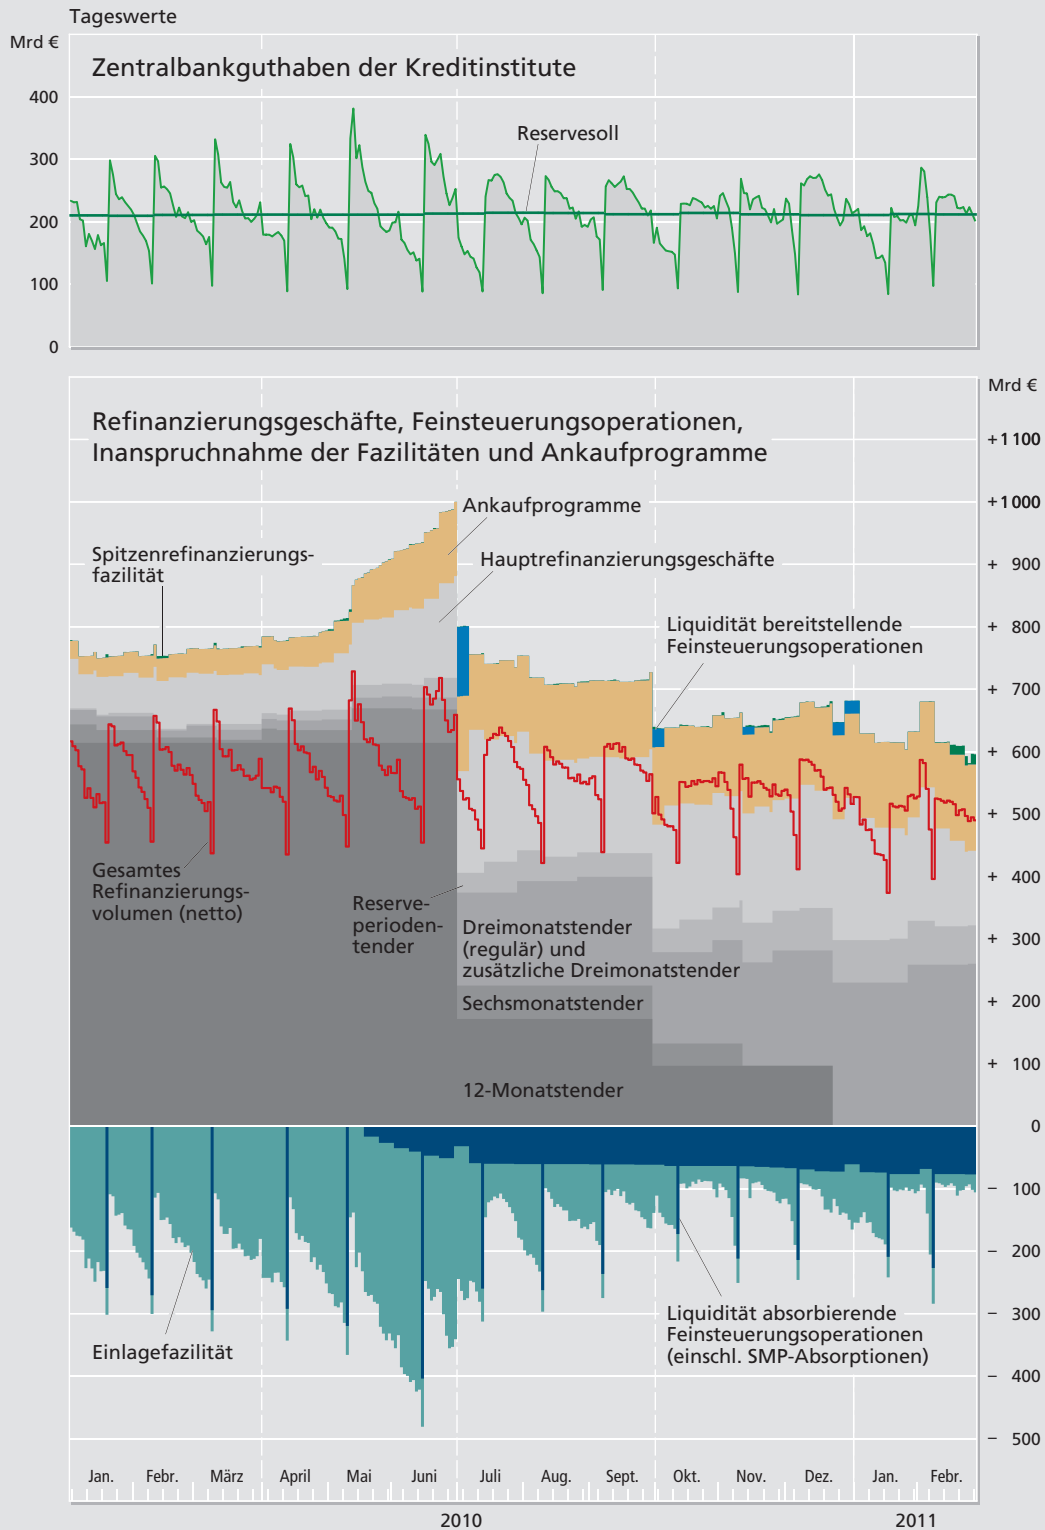 Tageswerte
Mrd €
Zentralbankguthaben der Kreditinstitute
400
Reservesoll
300
200
100
0
Mrd €
Refinanzierungsgeschäfte, Feinsteuerungsoperationen,
Inanspruchnahme der Fazilitäten und Ankaufprogramme
+ 1 100
+ 1 000
Ankaufprogramme
Spitzenrefinanzierungs-
fazilität
Hauptrefinanzierungsgeschäfte
+ 900
+ 800
Liquidität bereitstellende
Feinsteuerungsoperationen
+ 700
+ 600
+ 500
Gesamtes
Refinanzierungs-
volumen (netto)
+ 400
Reserve-
perioden-
tender
Dreimonatstender
(regulär) und
zusätzliche Dreimonatstender
+ 300
Sechsmonatstender
+ 200
12-Monatstender
+ 100
0
− 100
− 200
Liquidität absorbierende
Feinsteuerungsoperationen
(einschl. SMP-Absorptionen)
− 300
Einlagefazilität
− 400
− 500
Jan. Febr. März April Mai Juni Juli Aug. Sept. Okt. Nov. Dez. Jan. Febr.
2010 2011